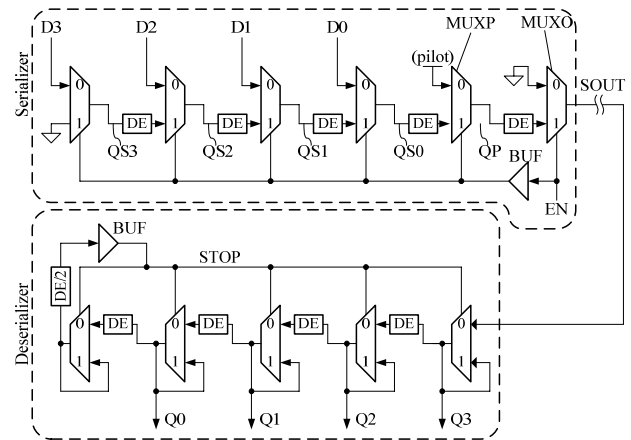 D3 D2 D1 D0 MUXP MUXO
(pilot)
SOUT
Serializer
0 0 0 0 0 0
1 1 1 1 1 1
DE DE DE DE DE
QS3 QS2 QS1 QS0 QP
BUF
EN
BUF
STOP
Deserializer
DE/2
0 0 0 0 0
DE DE DE DE
1 1 1 1 1
Q0 Q1 Q2 Q3